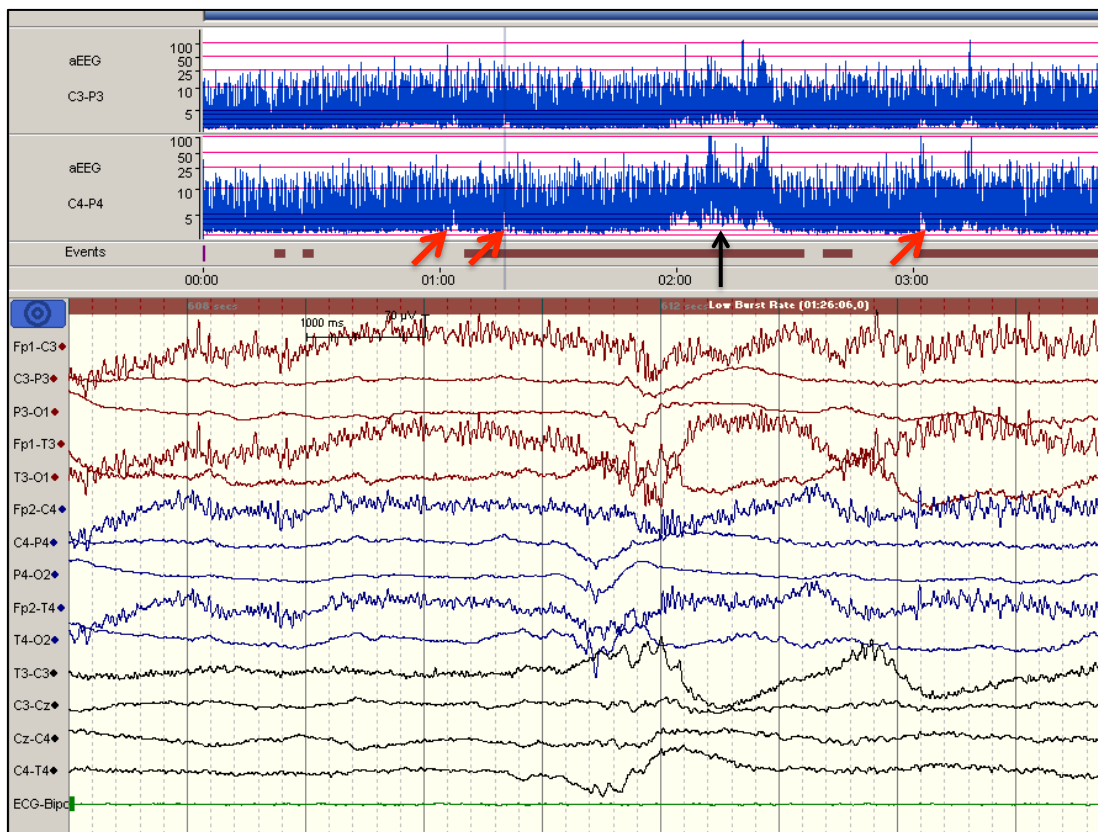 aEEG
C3-P3
100
50
25
10
5
aEEG
C4-P4
100
50
25
10
5
Events
00:00 01:00 02:00 03:00
608 secs 612 secs Low Burst Rate (01:26:06,0)
1000 ms 70 µV
Fp1-C3
C3-P3
P3-O1
Fp1-T3
T3-O1
Fp2-C4
C4-P4
P4-O2
Fp2-T4
T4-O2
T3-C3
C3-Cz
Cz-C4
C4-T4
ECG-Bipo